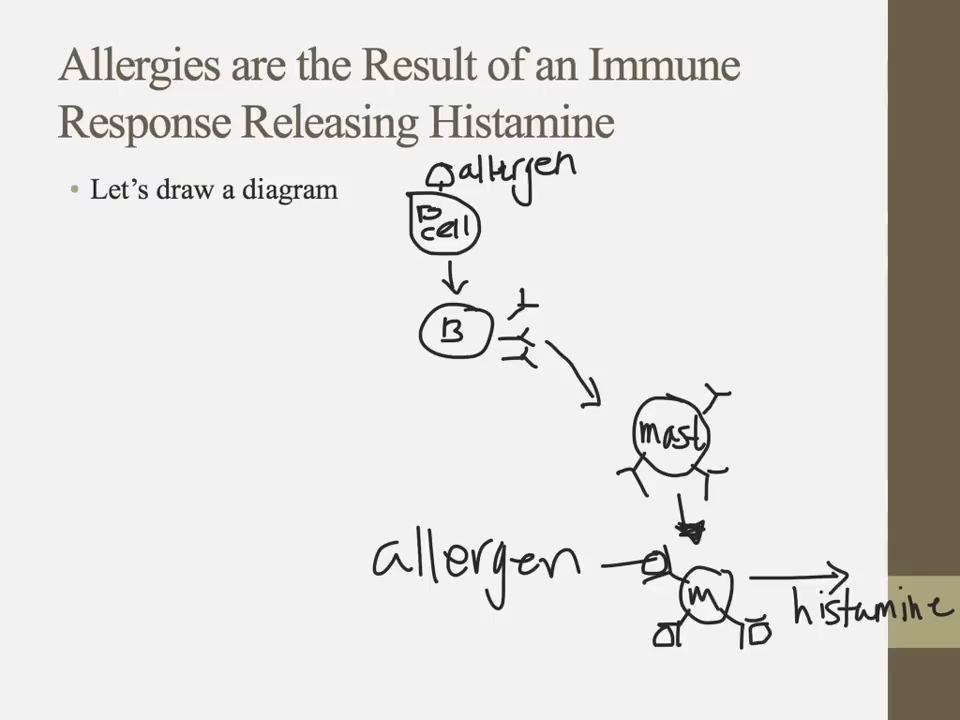 Allergies are the Result of an Immune
Response Releasing Histamine
• Let's draw a diagram
allergen
B
cell
B
mast
allergen
m
histamine